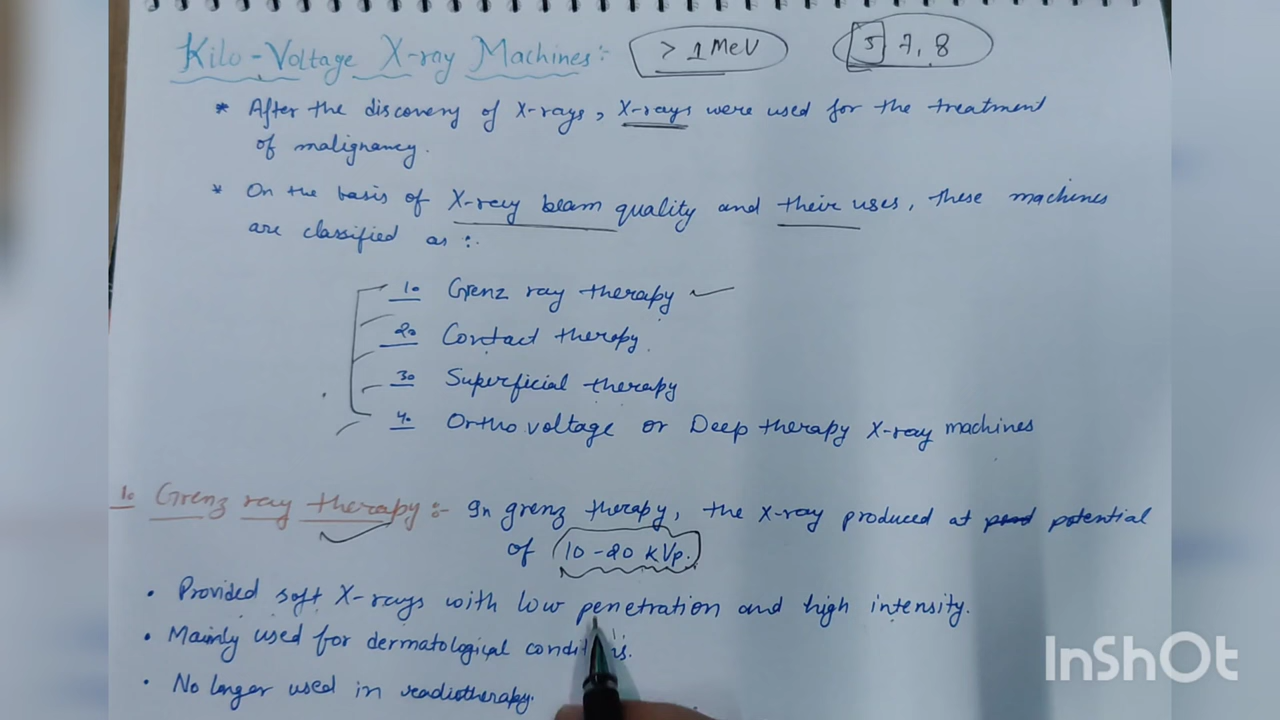 Kilo-Voltage X-ray Machines:- > 1 MeV 5 7, 8
* After the discovery of X-rays, X-rays were used for the treatment
of malignancy.
* On the basis of X-ray beam quality and their uses, these machines
are classified as :-
1. Grenz ray therapy
2. Contact therapy.
3. Superficial therapy
4. Orthovoltage or Deep therapy X-ray machines
1. Grenz ray therapy:- In grenz therapy, the X-ray produced at potential
of 10-20 kVp.
• Provided soft X-rays with low penetration and high intensity.
• Mainly used for dermatological
• No longer used in radiotherapy.
InShOt